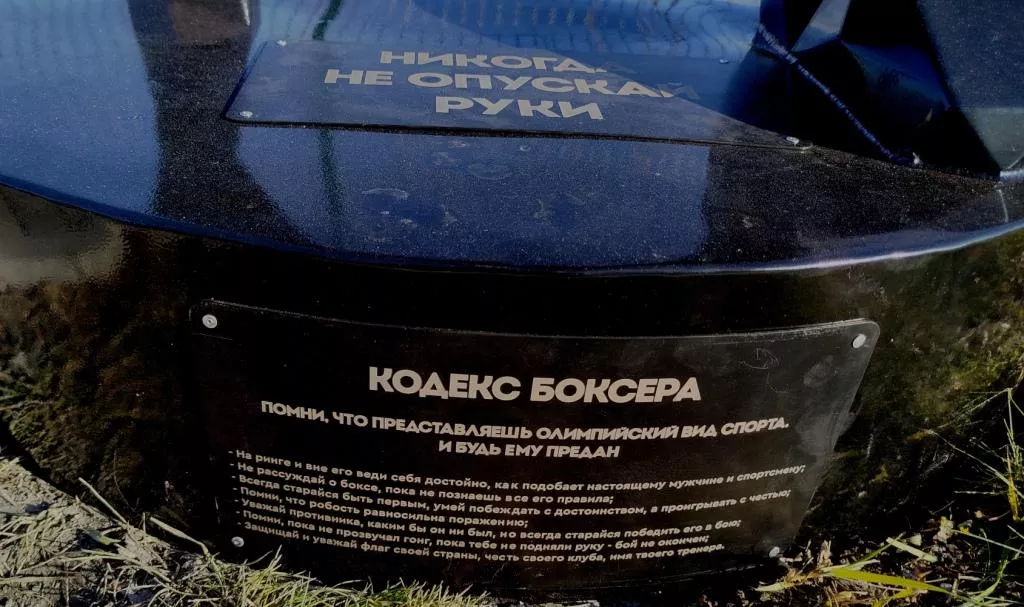 НИКОГДА
НЕ ОПУСКАЙ
РУКИ
КОДЕКС БОКСЕРА
ПОМНИ, ЧТО ПРЕДСТАВЛЯЕШЬ ОЛИМПИЙСКИЙ ВИД СПОРТА.
И БУДЬ ЕМУ ПРЕДАН
- На ринге и вне его веди себя достойно, как подобает настоящему мужчине и спортсмену;
- Не рассуждай о боксе, пока не познаешь все его правила;
- Всегда старайся быть первым, умей побеждать с достоинством, а проигрывать с честью;
- Помни, что робость равносильна поражению;
- Уважай противника, каким бы он ни был, но всегда старайся победить его в бою;
- Помни, пока не прозвучал гонг, пока тебе не подняли руку - бой не окончен;
- Защищай и уважай флаг своей страны, честь своего клуба, имя твоего тренера.